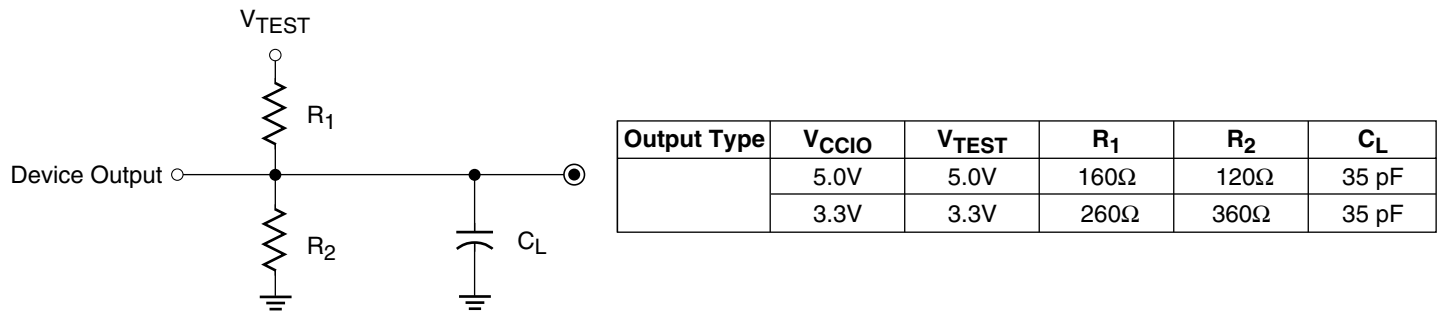 VTEST
R1
Device Output
R2
CL
Output Type VCCIO VTEST R1 R2 CL
5.0V 5.0V 160Ω 120Ω 35 pF
3.3V 3.3V 260Ω 360Ω 35 pF